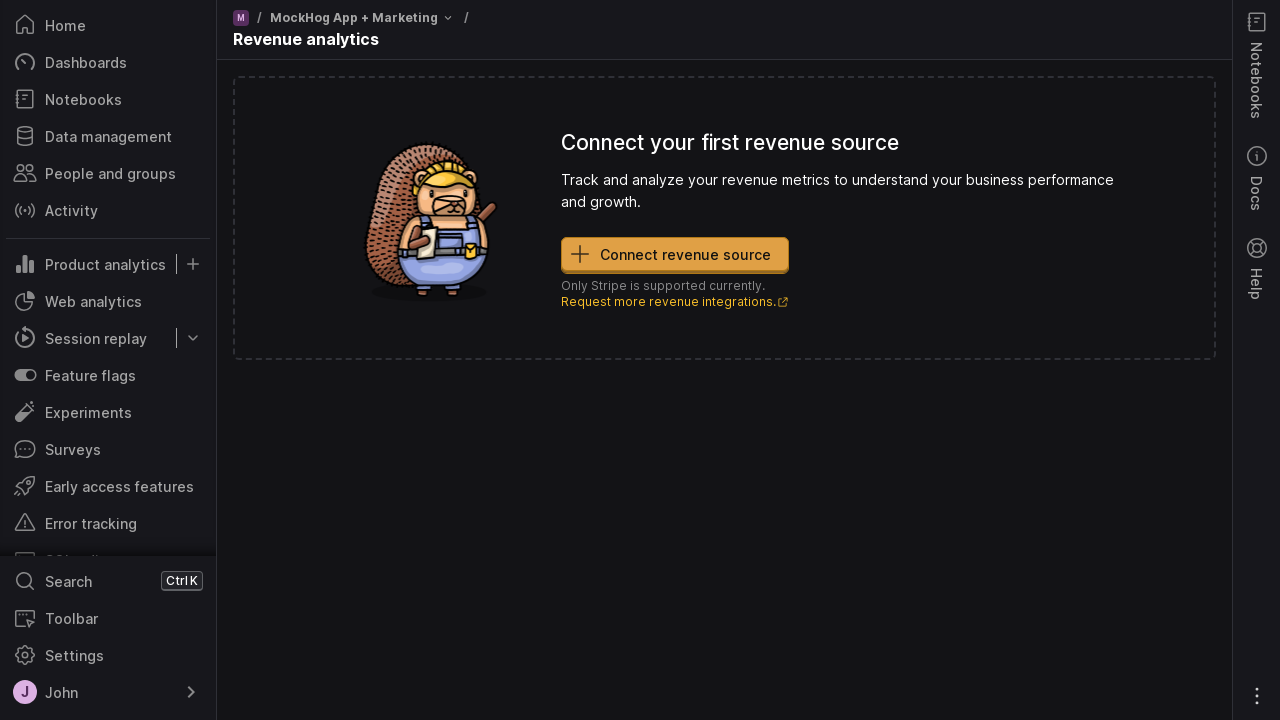 Home
Dashboards
Notebooks
Data management
People and groups
Activity
Product analytics
Web analytics
Session replay
Feature flags
Experiments
Surveys
Early access features
Error tracking
Search Ctrl K
Toolbar
Settings
J John
M / MockHog App + Marketing /
Revenue analytics
Connect your first revenue source
Track and analyze your revenue metrics to understand your business performance
and growth.
Connect revenue source
Only Stripe is supported currently.
Request more revenue integrations.
Notebooks
Docs
Help